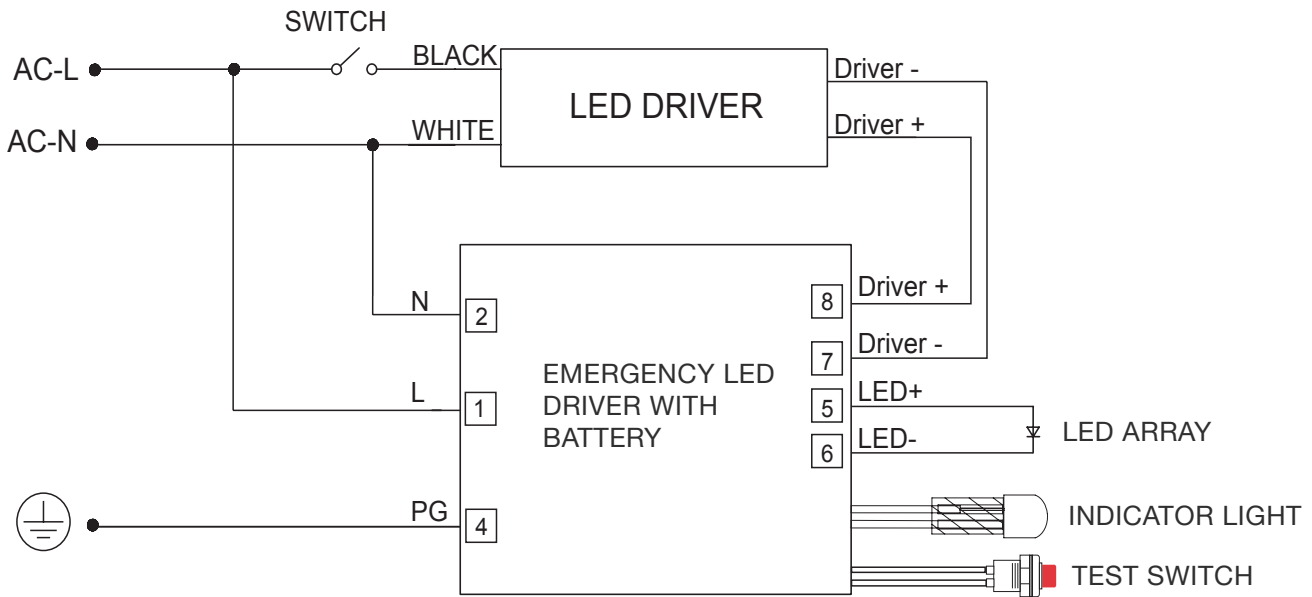 SWITCH
AC-L
BLACK
LED DRIVER
Driver -
AC-N
WHITE
Driver +
N
2
8
Driver +
7
Driver -
EMERGENCY LED
DRIVER WITH
BATTERY
L
1
5
LED+
6
LED-
LED ARRAY
PG
4
INDICATOR LIGHT
TEST SWITCH